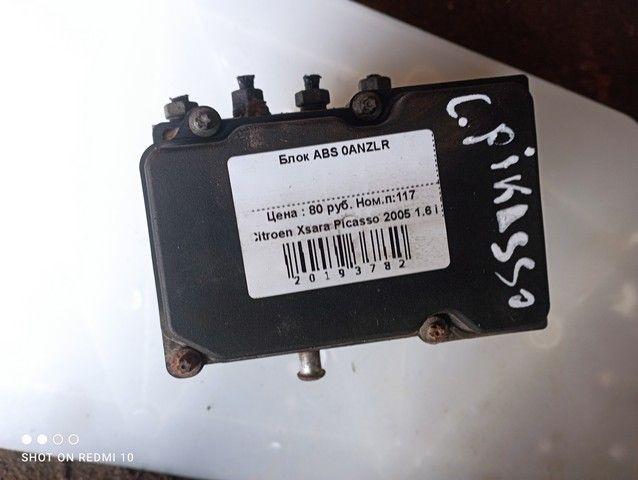 Блок ABS 0ANZLR
Цена : 80 руб. Ном.п:117
Citroen Xsara Picasso 2005 1.6 i
20193782
C. PiKASSO
SHOT ON REDMI 10